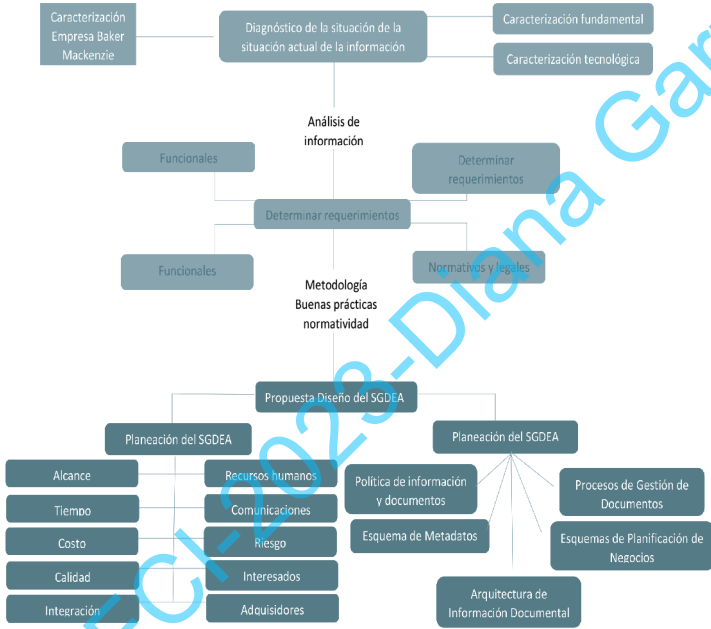 Caracterización
Empresa Baker
Mackenzie
Diagnóstico de la situación de la
situación actual de la información
Caracterización fundamental
Caracterización tecnológica
Análisis de
información
Funcionales
Determinar
requerimientos
Determinar requerimientos
Funcionales
Normativos y legales
Metodología
Buenas prácticas
normatividad
Propuesta Diseño del SGDEA
Planeación del SGDEA
Planeación del SGDEA
Alcance
Recursos humanos
Tiempo
Comunicaciones
Costo
Riesgo
Calidad
Interesados
Integración
Adquisidores
Política de información
y documentos
Procesos de Gestión de
Documentos
Esquema de Metadatos
Esquemas de Planificación de
Negocios
Arquitectura de
Información Documental
FCI-2023-Diana